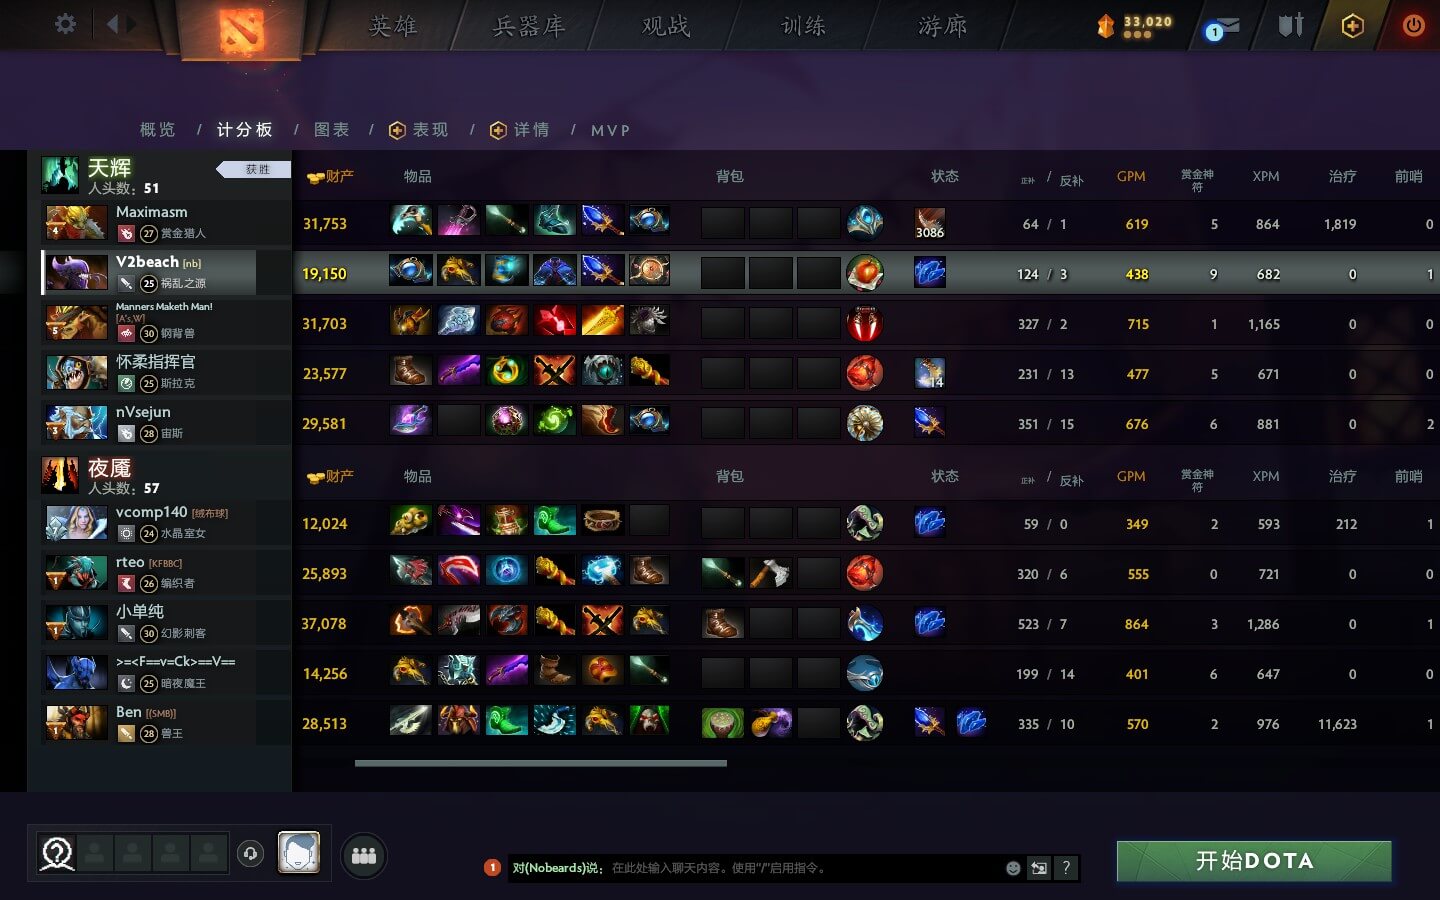 英雄 兵器库 观战 训练 游廊 33,020 1
概览 / 计分板 / 图表 / 表现 / 详情 / MVP
天辉 获胜
人头数：51
财产 物品 背包 状态 正补 / 反补 GPM 赏金神符 XPM 治疗 前哨
Maximasm
4 27 赏金猎人 31,753 3086 64 / 1 619 5 864 1,819 0
V2beach [nb]
25 祸乱之源 19,150 124 / 3 438 9 682 0 1
Manners Maketh Man!
[A's,W]
5 30 钢背兽 31,703 327 / 2 715 1 1,165 0 0
怀柔指挥官
25 斯拉克 23,577 14 231 / 13 477 5 671 0 0
nVsejun
3 28 宙斯 29,581 351 / 15 676 6 881 0 2
夜魇
人头数：57
财产 物品 背包 状态 正补 / 反补 GPM 赏金神符 XPM 治疗 前哨
vcomp140 [绒布球]
7 24 水晶室女 12,024 59 / 0 349 2 593 212 1
rteo [KFBBC]
1 26 编织者 25,893 320 / 6 555 0 721 0 0
小单纯
1 30 幻影刺客 37,078 523 / 7 864 3 1,286 0 1
>=<F==v=Ck>==V==
25 暗夜魔王 14,256 199 / 14 401 6 647 0 0
Ben [(SMB)]
1 28 兽王 28,513 335 / 10 570 2 976 11,623 1
1 对(Nobeards)说： 在此处输入聊天内容。使用“/”启用指令。 ?
开始DOTA